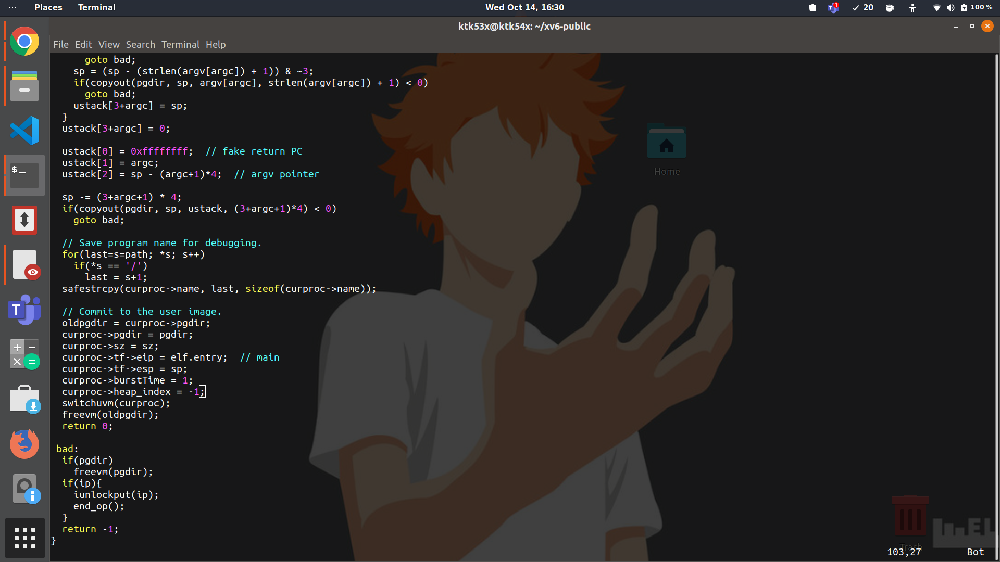 Places Terminal Wed Oct 14, 16:30 T 1 20 100 %
ktk53x@ktk54x: ~/xv6-public
File Edit View Search Terminal Help
goto bad;
sp = (sp - (strlen(argv[argc]) + 1)) & ~3;
if(copyout(pgdir, sp, argv[argc], strlen(argv[argc]) + 1) < 0)
goto bad;
ustack[3+argc] = sp;
}
ustack[3+argc] = 0;
ustack[0] = 0xffffffff;  // fake return PC
ustack[1] = argc;
ustack[2] = sp - (argc+1)*4;  // argv pointer
sp -= (3+argc+1) * 4;
if(copyout(pgdir, sp, ustack, (3+argc+1)*4) < 0)
goto bad;
// Save program name for debugging.
for(last=s=path; *s; s++)
if(*s == '/')
last = s+1;
safestrcpy(curproc->name, last, sizeof(curproc->name));
// Commit to the user image.
oldpgdir = curproc->pgdir;
curproc->pgdir = pgdir;
curproc->sz = sz;
curproc->tf->eip = elf.entry;  // main
curproc->tf->esp = sp;
curproc->burstTime = 1;
curproc->heap_index = -1;
switchuvm(curproc);
freevm(oldpgdir);
return 0;
bad:
if(pgdir)
freevm(pgdir);
if(ip){
iunlockput(ip);
end_op();
}
return -1;
}
103,27 Bot
Home
Trash
$_
T